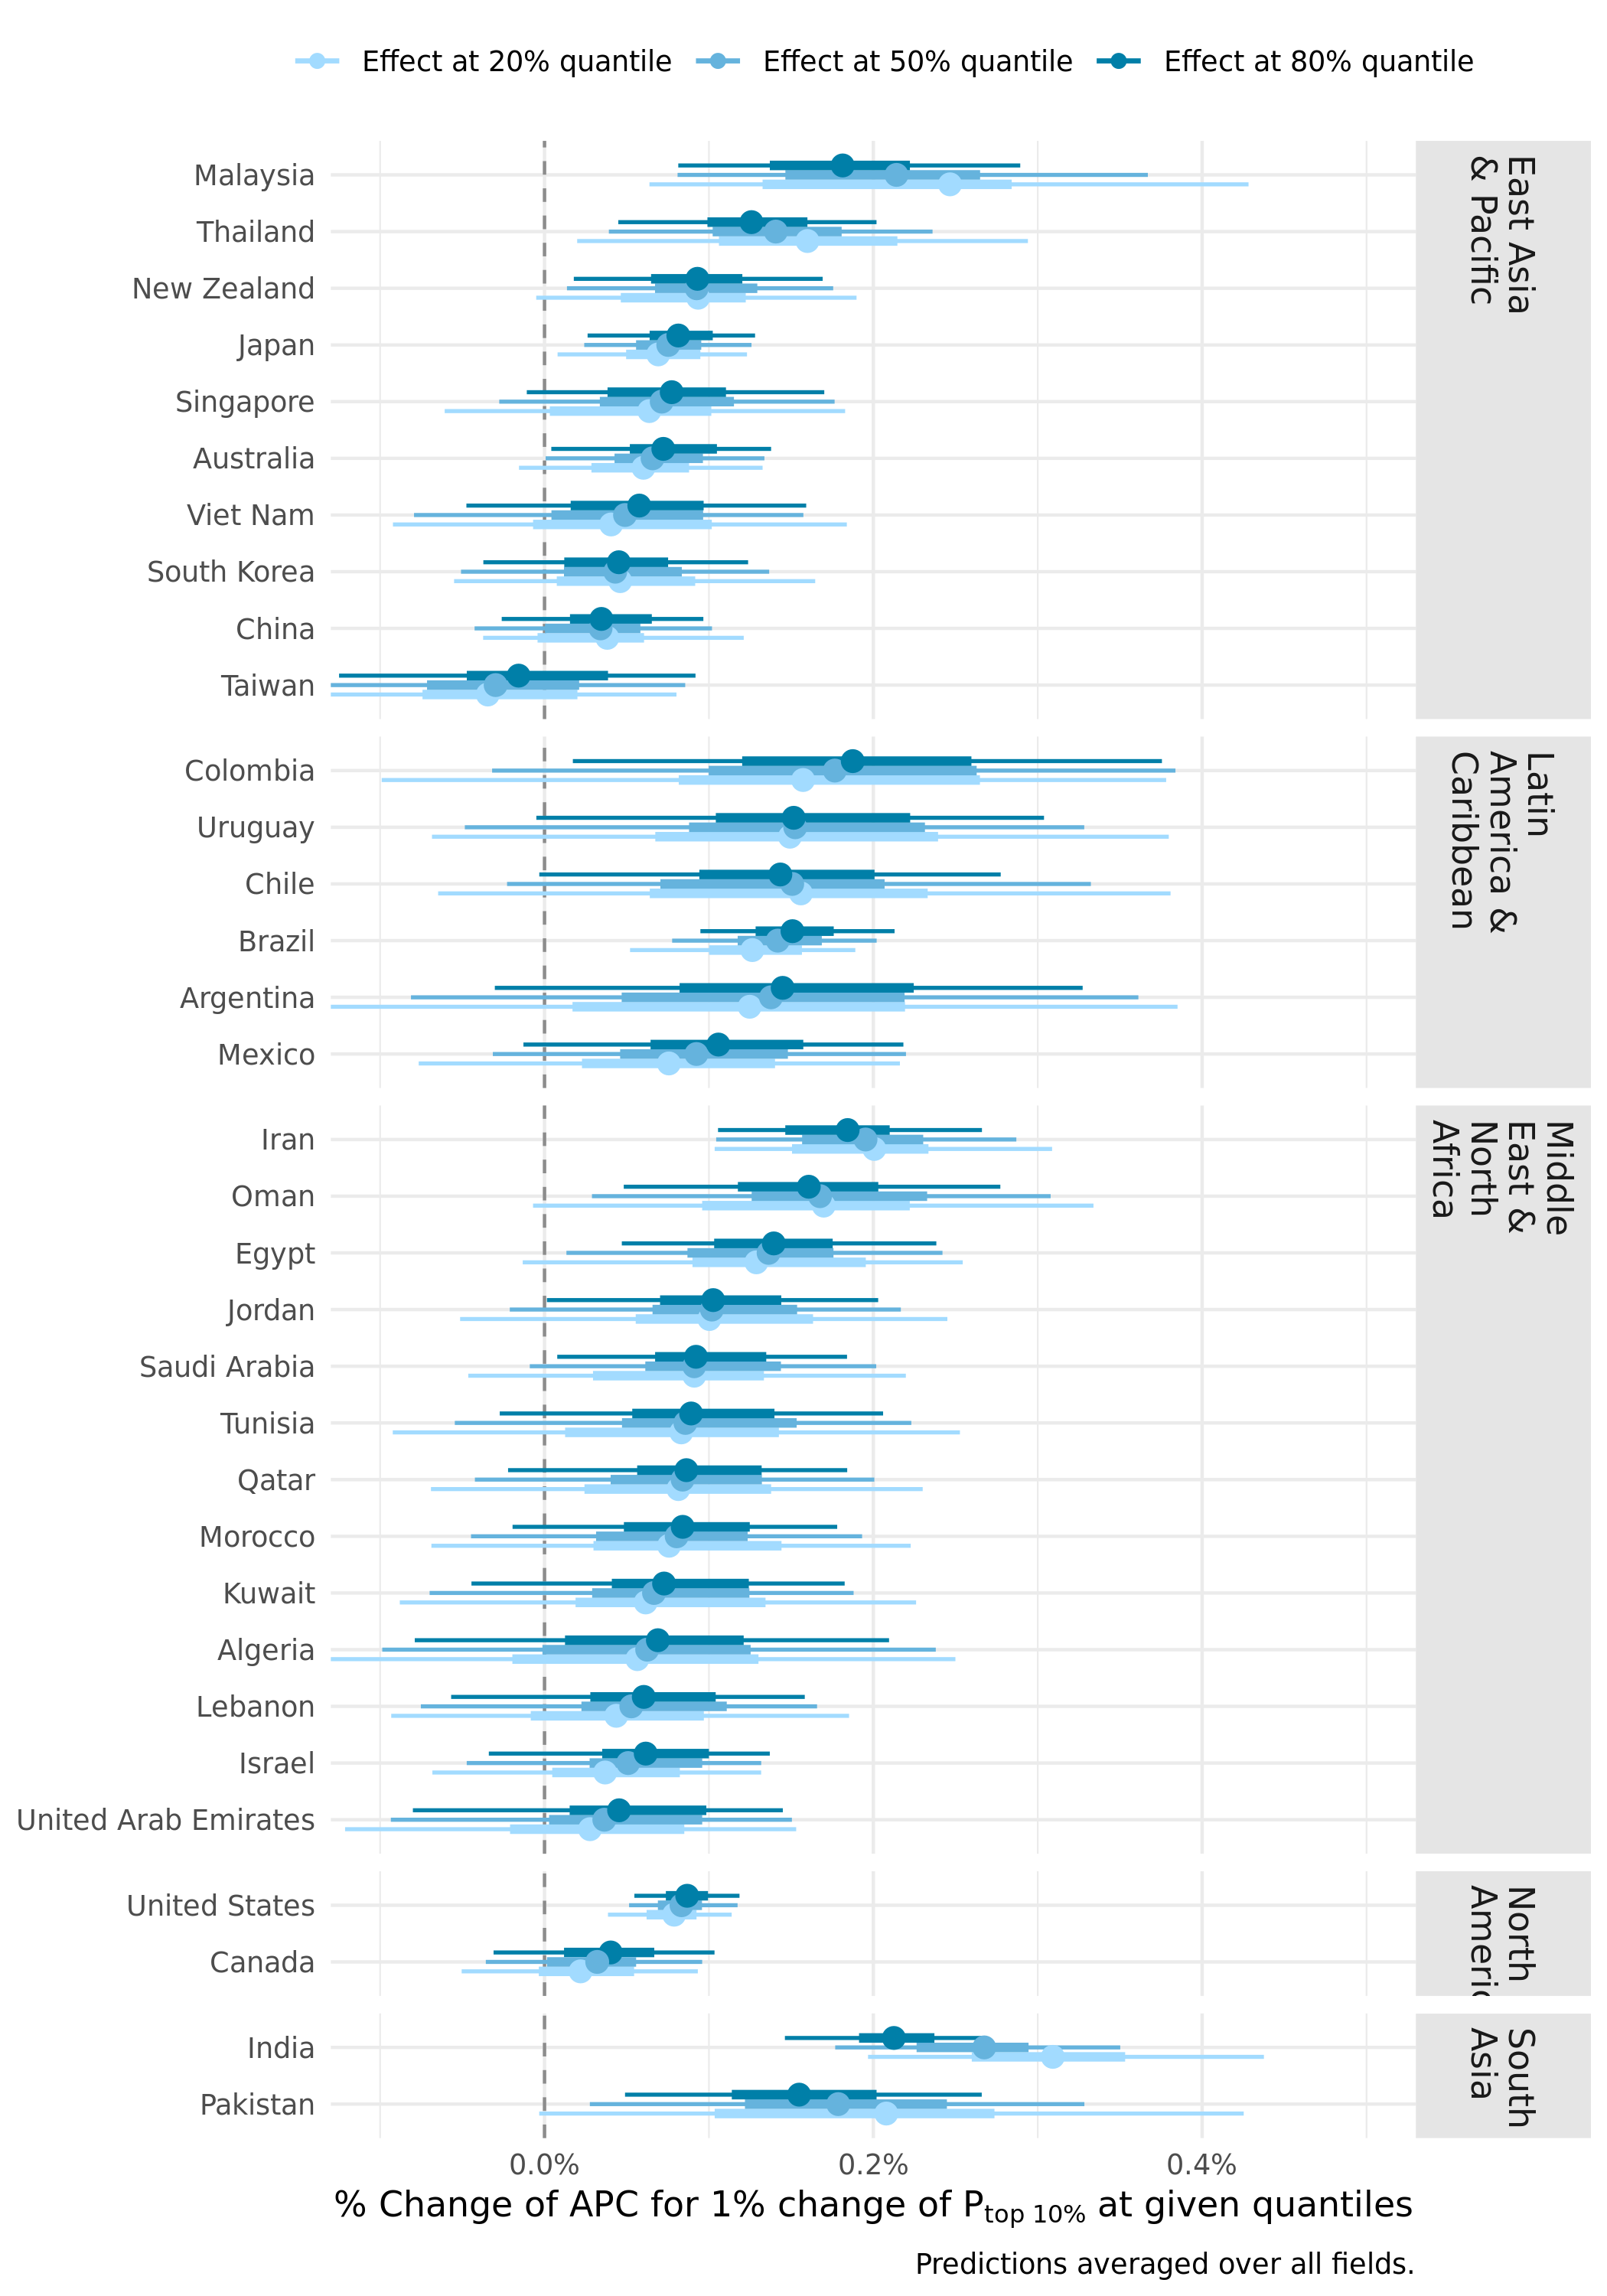 Effect at 20% quantile Effect at 50% quantile Effect at 80% quantile
Malaysia
Thailand
New Zealand
Japan
Singapore
Australia
Viet Nam
South Korea
China
Taiwan
East Asia
& Pacific
Colombia
Uruguay
Chile
Brazil
Argentina
Mexico
Latin
America &
Caribbean
Iran
Oman
Egypt
Jordan
Saudi Arabia
Tunisia
Qatar
Morocco
Kuwait
Algeria
Lebanon
Israel
United Arab Emirates
Middle
East &
North
Africa
United States
Canada
North
Americ
India
Pakistan
South
Asia
0.0% 0.2% 0.4%
% Change of APC for 1% change of Ptop 10% at given quantiles
Predictions averaged over all fields.